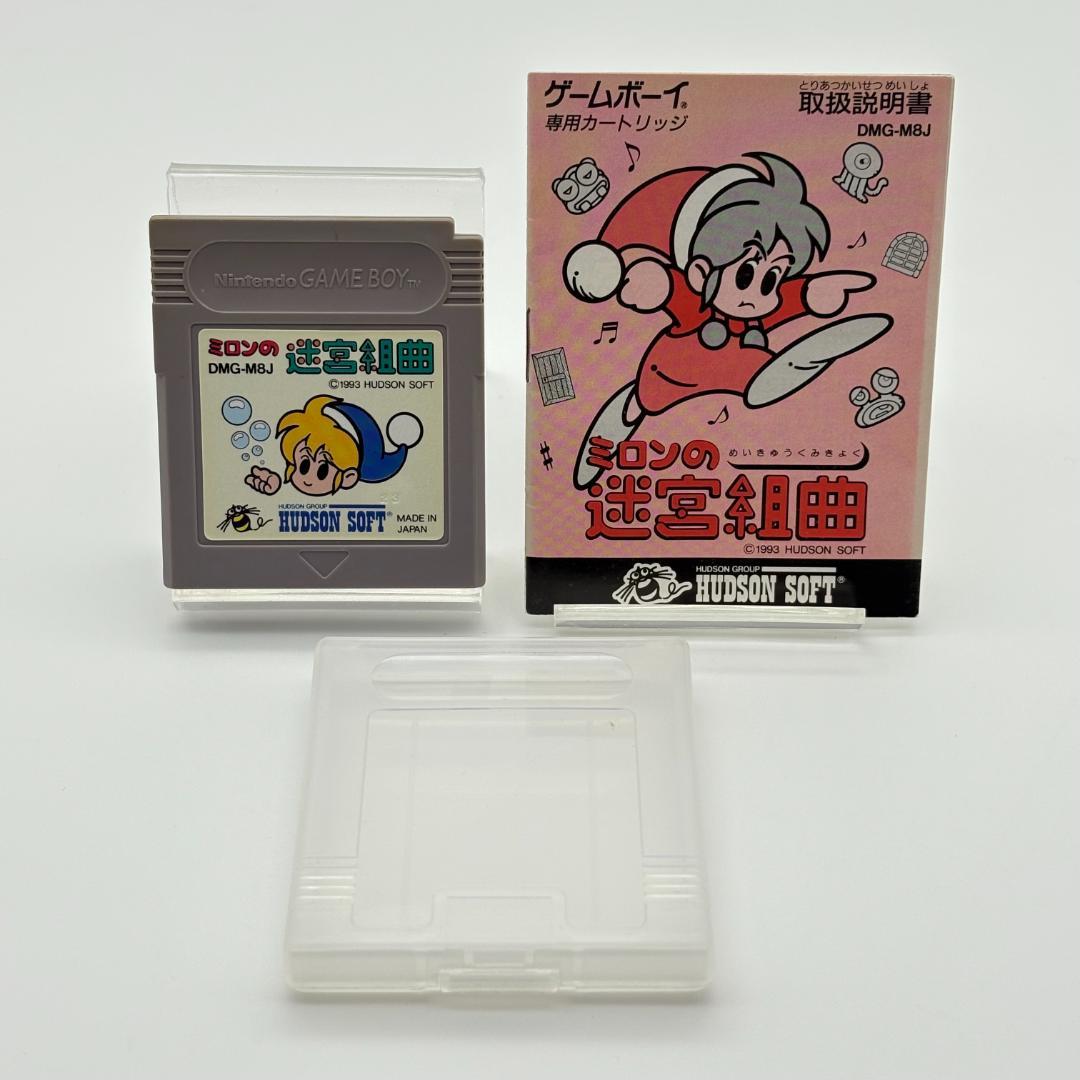 Nintendo GAME BOY TM
ミロンの 迷宮組曲
DMG-M8J
©1993 HUDSON SOFT
23
HUDSON GROUP
HUDSON SOFT®
MADE IN
JAPAN
ゲームボーイ®
専用カートリッジ
とりあつかいせつめいしょ
取扱説明書
DMG-M8J
ミロンの
めいきゅうくみきょく
迷宮組曲
©1993 HUDSON SOFT
HUDSON GROUP
HUDSON SOFT®